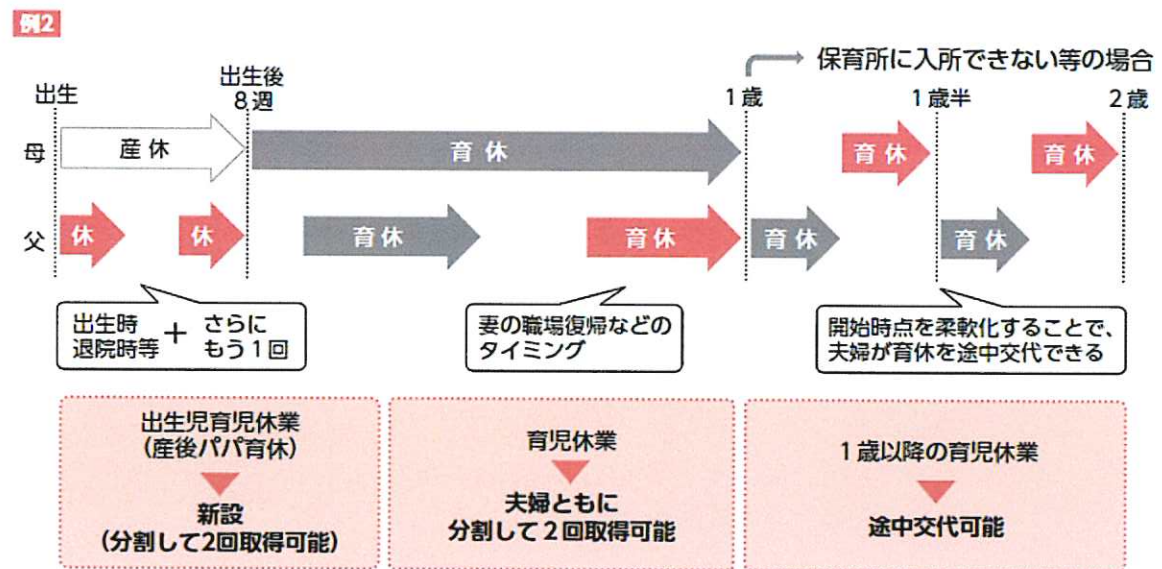 例2
保育所に入所できない等の場合
出生
出生後
8週
1歳
1歳半
2歳
母
産休
育休
育休
育休
父
休
休
育休
育休
育休
育休
出生時
退院時等
+
さらに
もう1回
妻の職場復帰などの
タイミング
開始時点を柔軟化することで、
夫婦が育休を途中交代できる
出生児育児休業
(産後パパ育休)
新設
(分割して2回取得可能)
育児休業
夫婦ともに
分割して2回取得可能
1歳以降の育児休業
途中交代可能